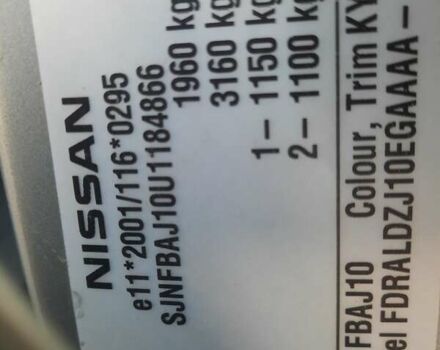 NISSAN
e11*2001/116*0295
SJNFBAJ10U1184866
1960 kg
3160 kg
1– 1150 kg
2– 1100 kg
FBAJ10 Colour, Trim KY
el FDRALDZJ10EGAAAA –